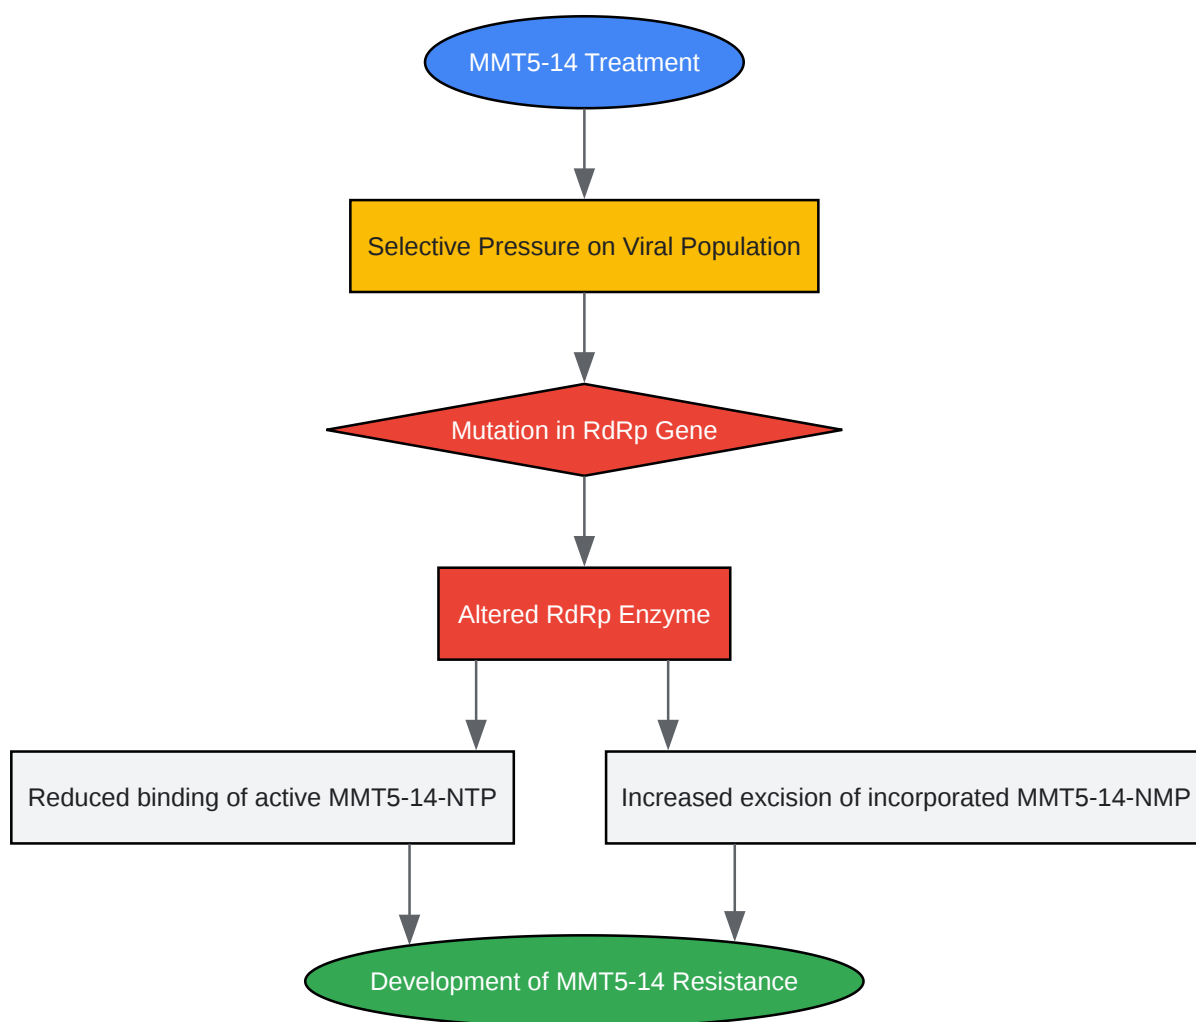 MMT5-14 Treatment
Selective Pressure on Viral Population
Mutation in RdRp Gene
Altered RdRp Enzyme
Reduced binding of active MMT5-14-NTP
Increased excision of incorporated MMT5-14-NMP
Development of MMT5-14 Resistance